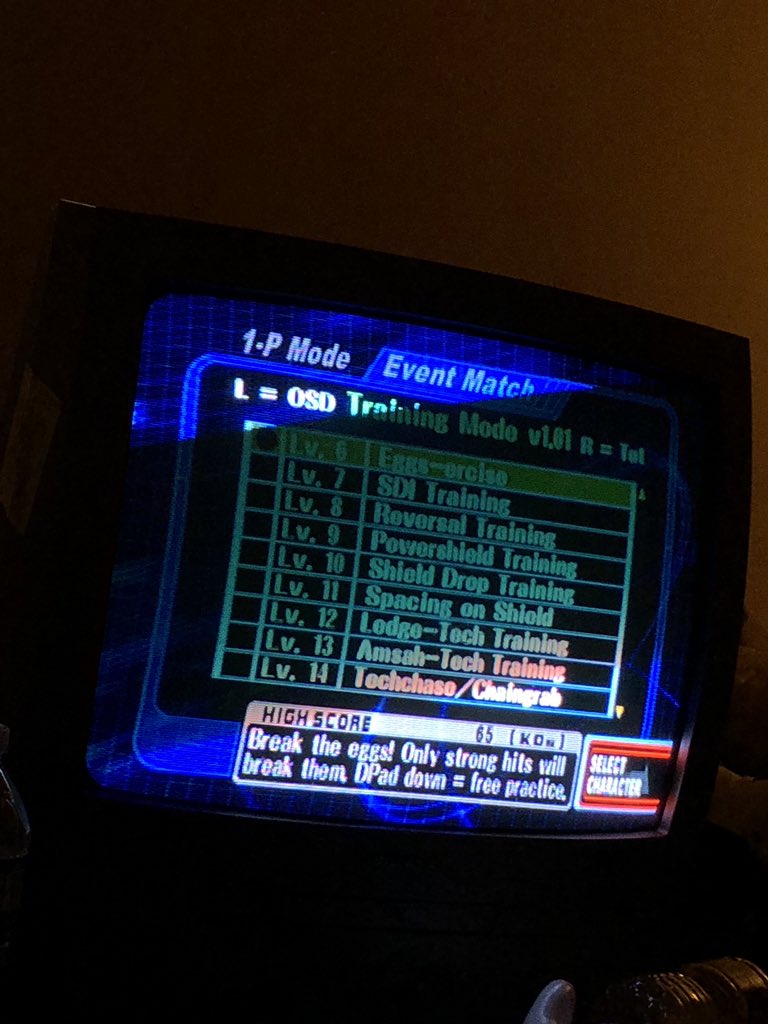 1-P Mode
Event Match
L = OSD Training Mode v1.01 R = Tut
Lv. 6 Eggs-ercise
Lv. 7 SDI Training
Lv. 8 Reversal Training
Lv. 9 Powershield Training
Lv. 10 Shield Drop Training
Lv. 11 Spacing on Shield
Lv. 12 Ledge-Tech Training
Lv. 13 Amsah-Tech Training
Lv. 14 Techchase/Chaingrab
HIGH SCORE 65 (KOs)
Break the eggs! Only strong hits will
break them. DPad down = free practice.
SELECT
CHARACTER